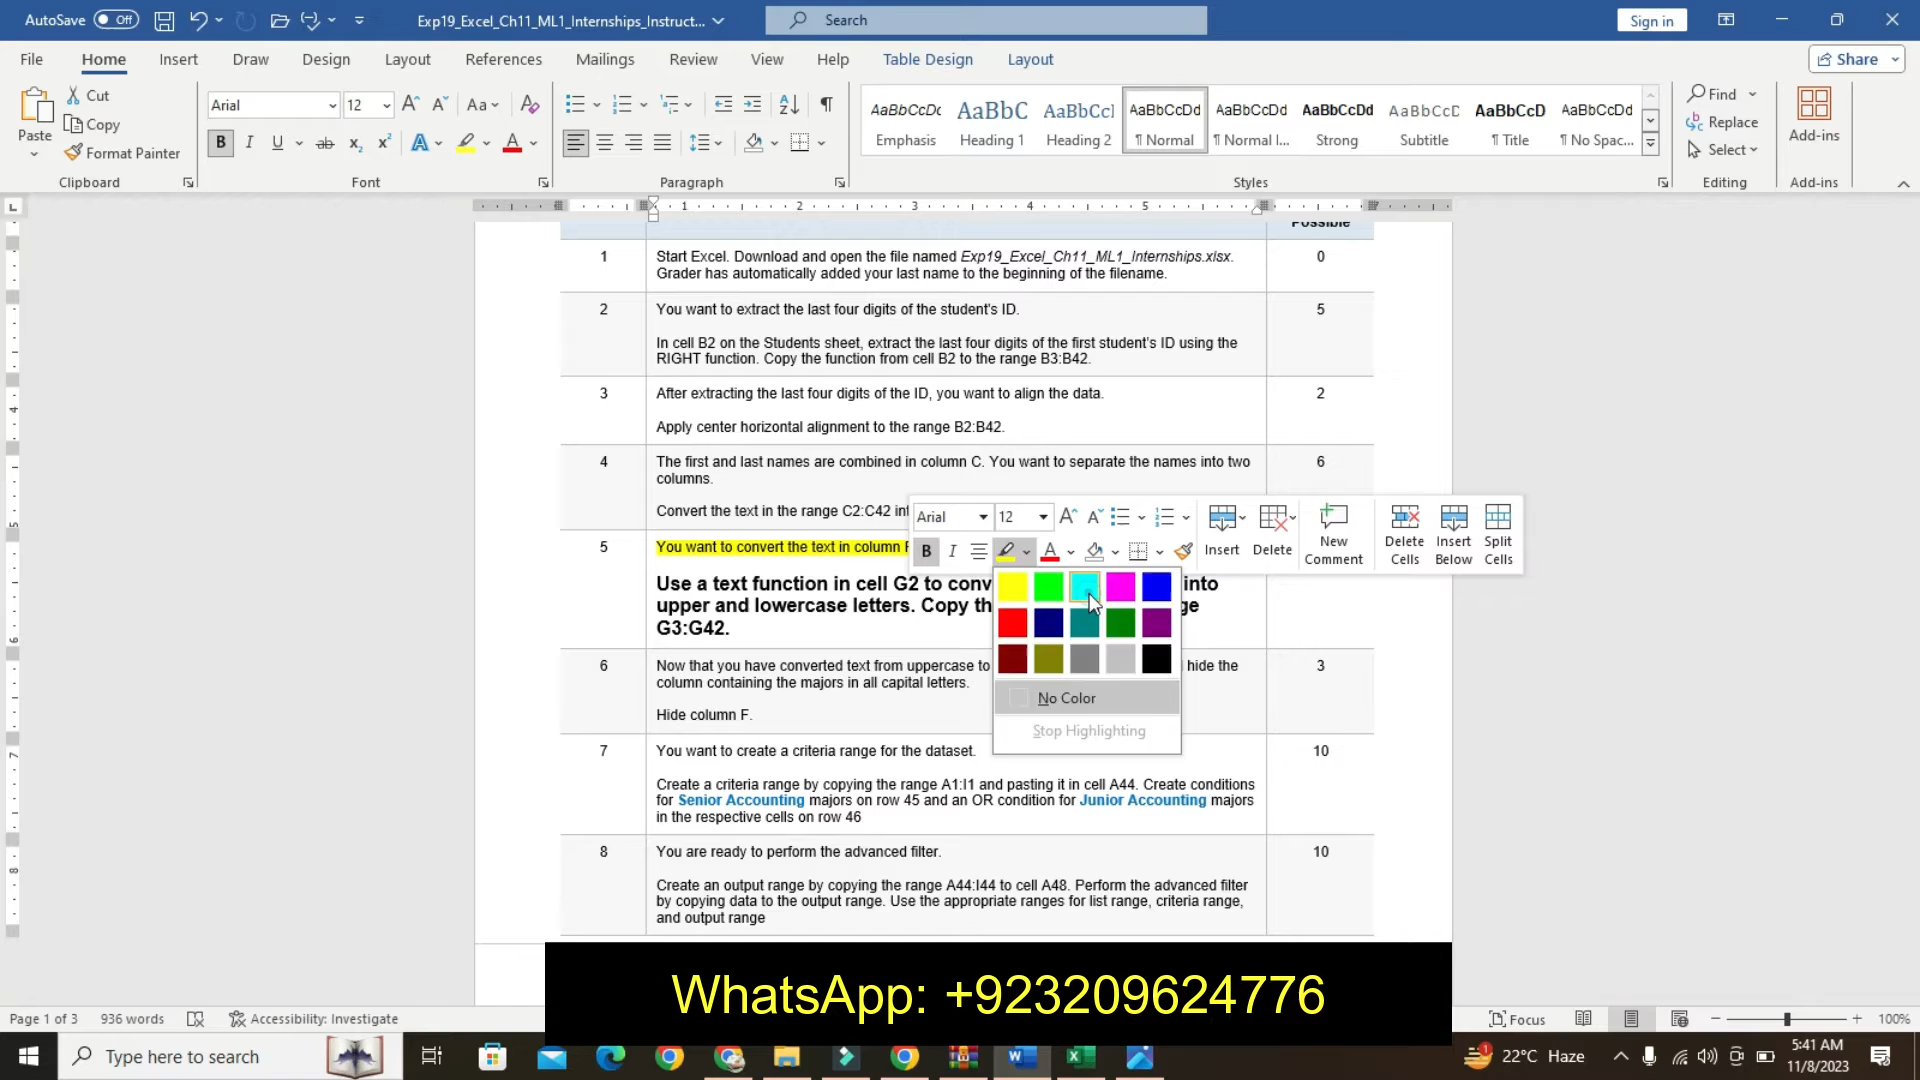 AutoSave Off Exp19_Excel_Ch11_ML1_Internships_Instruct... Search Sign in
File Home Insert Draw Design Layout References Mailings Review View Help Table Design Layout Share
Paste Cut Arial 12 Aa AaBbCcDc AaBbC AaBbCcI AaBbCcDd AaBbCcDd AaBbCcDd AaBbCcC AaBbCcD AaBbCcDd Find Add-ins
Copy Emphasis Heading 1 Heading 2 ¶ Normal ¶ Normal I... Strong Subtitle ¶ Title ¶ No Spac... Replace
Format Painter B I U ab Select
Clipboard Font Paragraph Styles Editing Add-ins
1 2 3 4 5
Possible
1 Start Excel. Download and open the file named Exp19_Excel_Ch11_ML1_Internships.xlsx. 0
Grader has automatically added your last name to the beginning of the filename.
2 You want to extract the last four digits of the student's ID. 5
In cell B2 on the Students sheet, extract the last four digits of the first student's ID using the
RIGHT function. Copy the function from cell B2 to the range B3:B42.
3 After extracting the last four digits of the ID, you want to align the data. 2
Apply center horizontal alignment to the range B2:B42.
4 The first and last names are combined in column C. You want to separate the names into two 6
columns.
Convert the text in the range C2:C42 in
5 You want to convert the text in column
Use a text function in cell G2 to conv into
upper and lowercase letters. Copy th ge
G3:G42.
6 Now that you have converted text from uppercase to hide the 3
column containing the majors in all capital letters.
Hide column F.
7 You want to create a criteria range for the dataset. 10
Create a criteria range by copying the range A1:I1 and pasting it in cell A44. Create conditions
for Senior Accounting majors on row 45 and an OR condition for Junior Accounting majors
in the respective cells on row 46
8 You are ready to perform the advanced filter. 10
Create an output range by copying the range A44:I44 to cell A48. Perform the advanced filter
by copying data to the output range. Use the appropriate ranges for list range, criteria range,
and output range
Arial 12 Insert Delete New Comment Delete Cells Insert Below Split Cells
B I
No Color
Stop Highlighting
WhatsApp: +923209624776
Page 1 of 3 936 words Accessibility: Investigate Focus 100%
Type here to search 22°C Haze 5:41 AM
11/8/2023